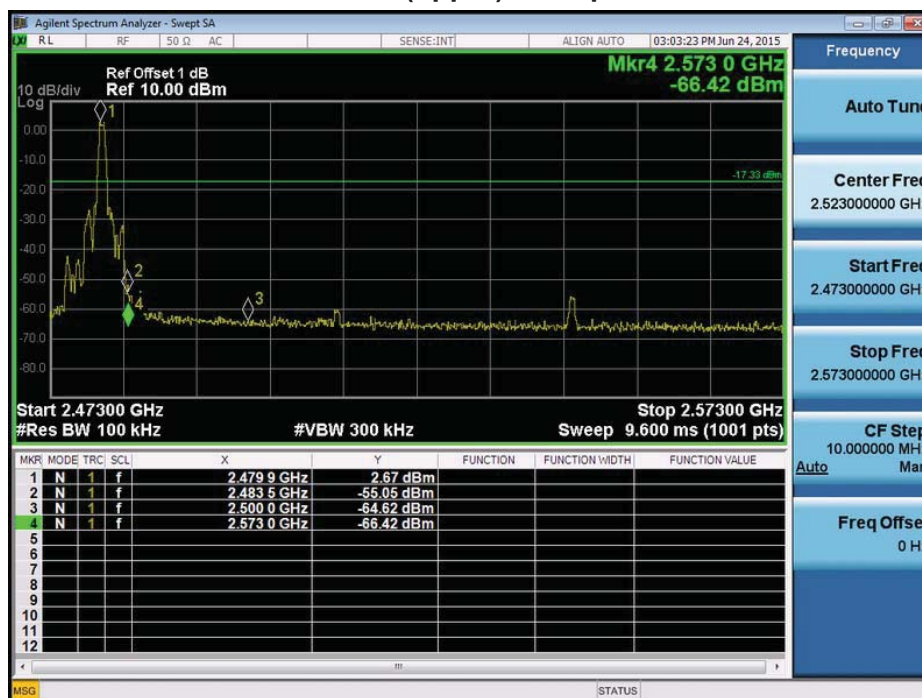 Agilent Spectrum Analyzer - Swept SA
RL RF 50 Ω AC SENSE:INT ALIGN AUTO 03:03:23 PM Jun 24, 2015
Mkr4 2.573 0 GHz
-66.42 dBm
Ref Offset 1 dB
10 dB/div Ref 10.00 dBm
Log
1
0.00
-10.0
-17.33 dBm
-20.0
-30.0
-40.0
-50.0
2
3
4
-60.0
-70.0
-80.0
Start 2.47300 GHz Stop 2.57300 GHz
#Res BW 100 kHz #VBW 300 kHz Sweep 9.600 ms (1001 pts)
MKR MODE TRC SCL X Y FUNCTION FUNCTION WIDTH FUNCTION VALUE
1 N 1 f 2.479 9 GHz 2.67 dBm
2 N 1 f 2.483 5 GHz -55.05 dBm
3 N 1 f 2.500 0 GHz -64.62 dBm
4 N 1 f 2.573 0 GHz -66.42 dBm
5
6
7
8
9
10
11
12
MSG STATUS
Frequency
Auto Tun
Center Fre
2.523000000 GH
Start Fre
2.473000000 GH
Stop Fre
2.573000000 GH
CF Ste
10.000000 MH
Auto Ma
Freq Offse
0 H